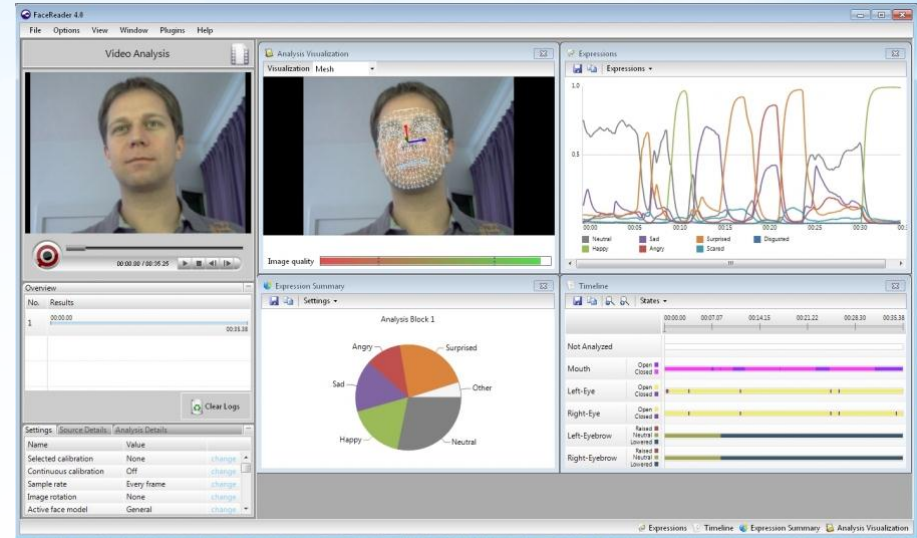 FaceReader 4.0
File Options View Window Plugins Help
Video Analysis
00:00.00 / 00:35.25
Overview
No. Results
1 00:00.00
00:35.38
Clear Logs
Settings Source Details Analysis Details
Name Value
Selected calibration None change
Continuous calibration Off change
Sample rate Every frame change
Image rotation None change
Active face model General change
Analysis Visualization
Visualization Mesh
Image quality
Expression Summary
Settings
Analysis Block 1
Angry
Surprised
Sad
Other
Happy
Neutral
Expressions
Expressions
1.0
0.5
00:00 00:05 00:10 00:15 00:20 00:25 00:30
Neutral Sad Surprised Disgusted
Happy Angry Scared
Timeline
States
00:00.00 00:07.07 00:14.15 00:21.22 00:28.30 00:35.38
Not Analyzed
Mouth Open
Closed
Left-Eye Open
Closed
Right-Eye Open
Closed
Left-Eyebrow Raised
Neutral
Lowered
Right-Eyebrow Raised
Neutral
Lowered
Expressions Timeline Expression Summary Analysis Visualization